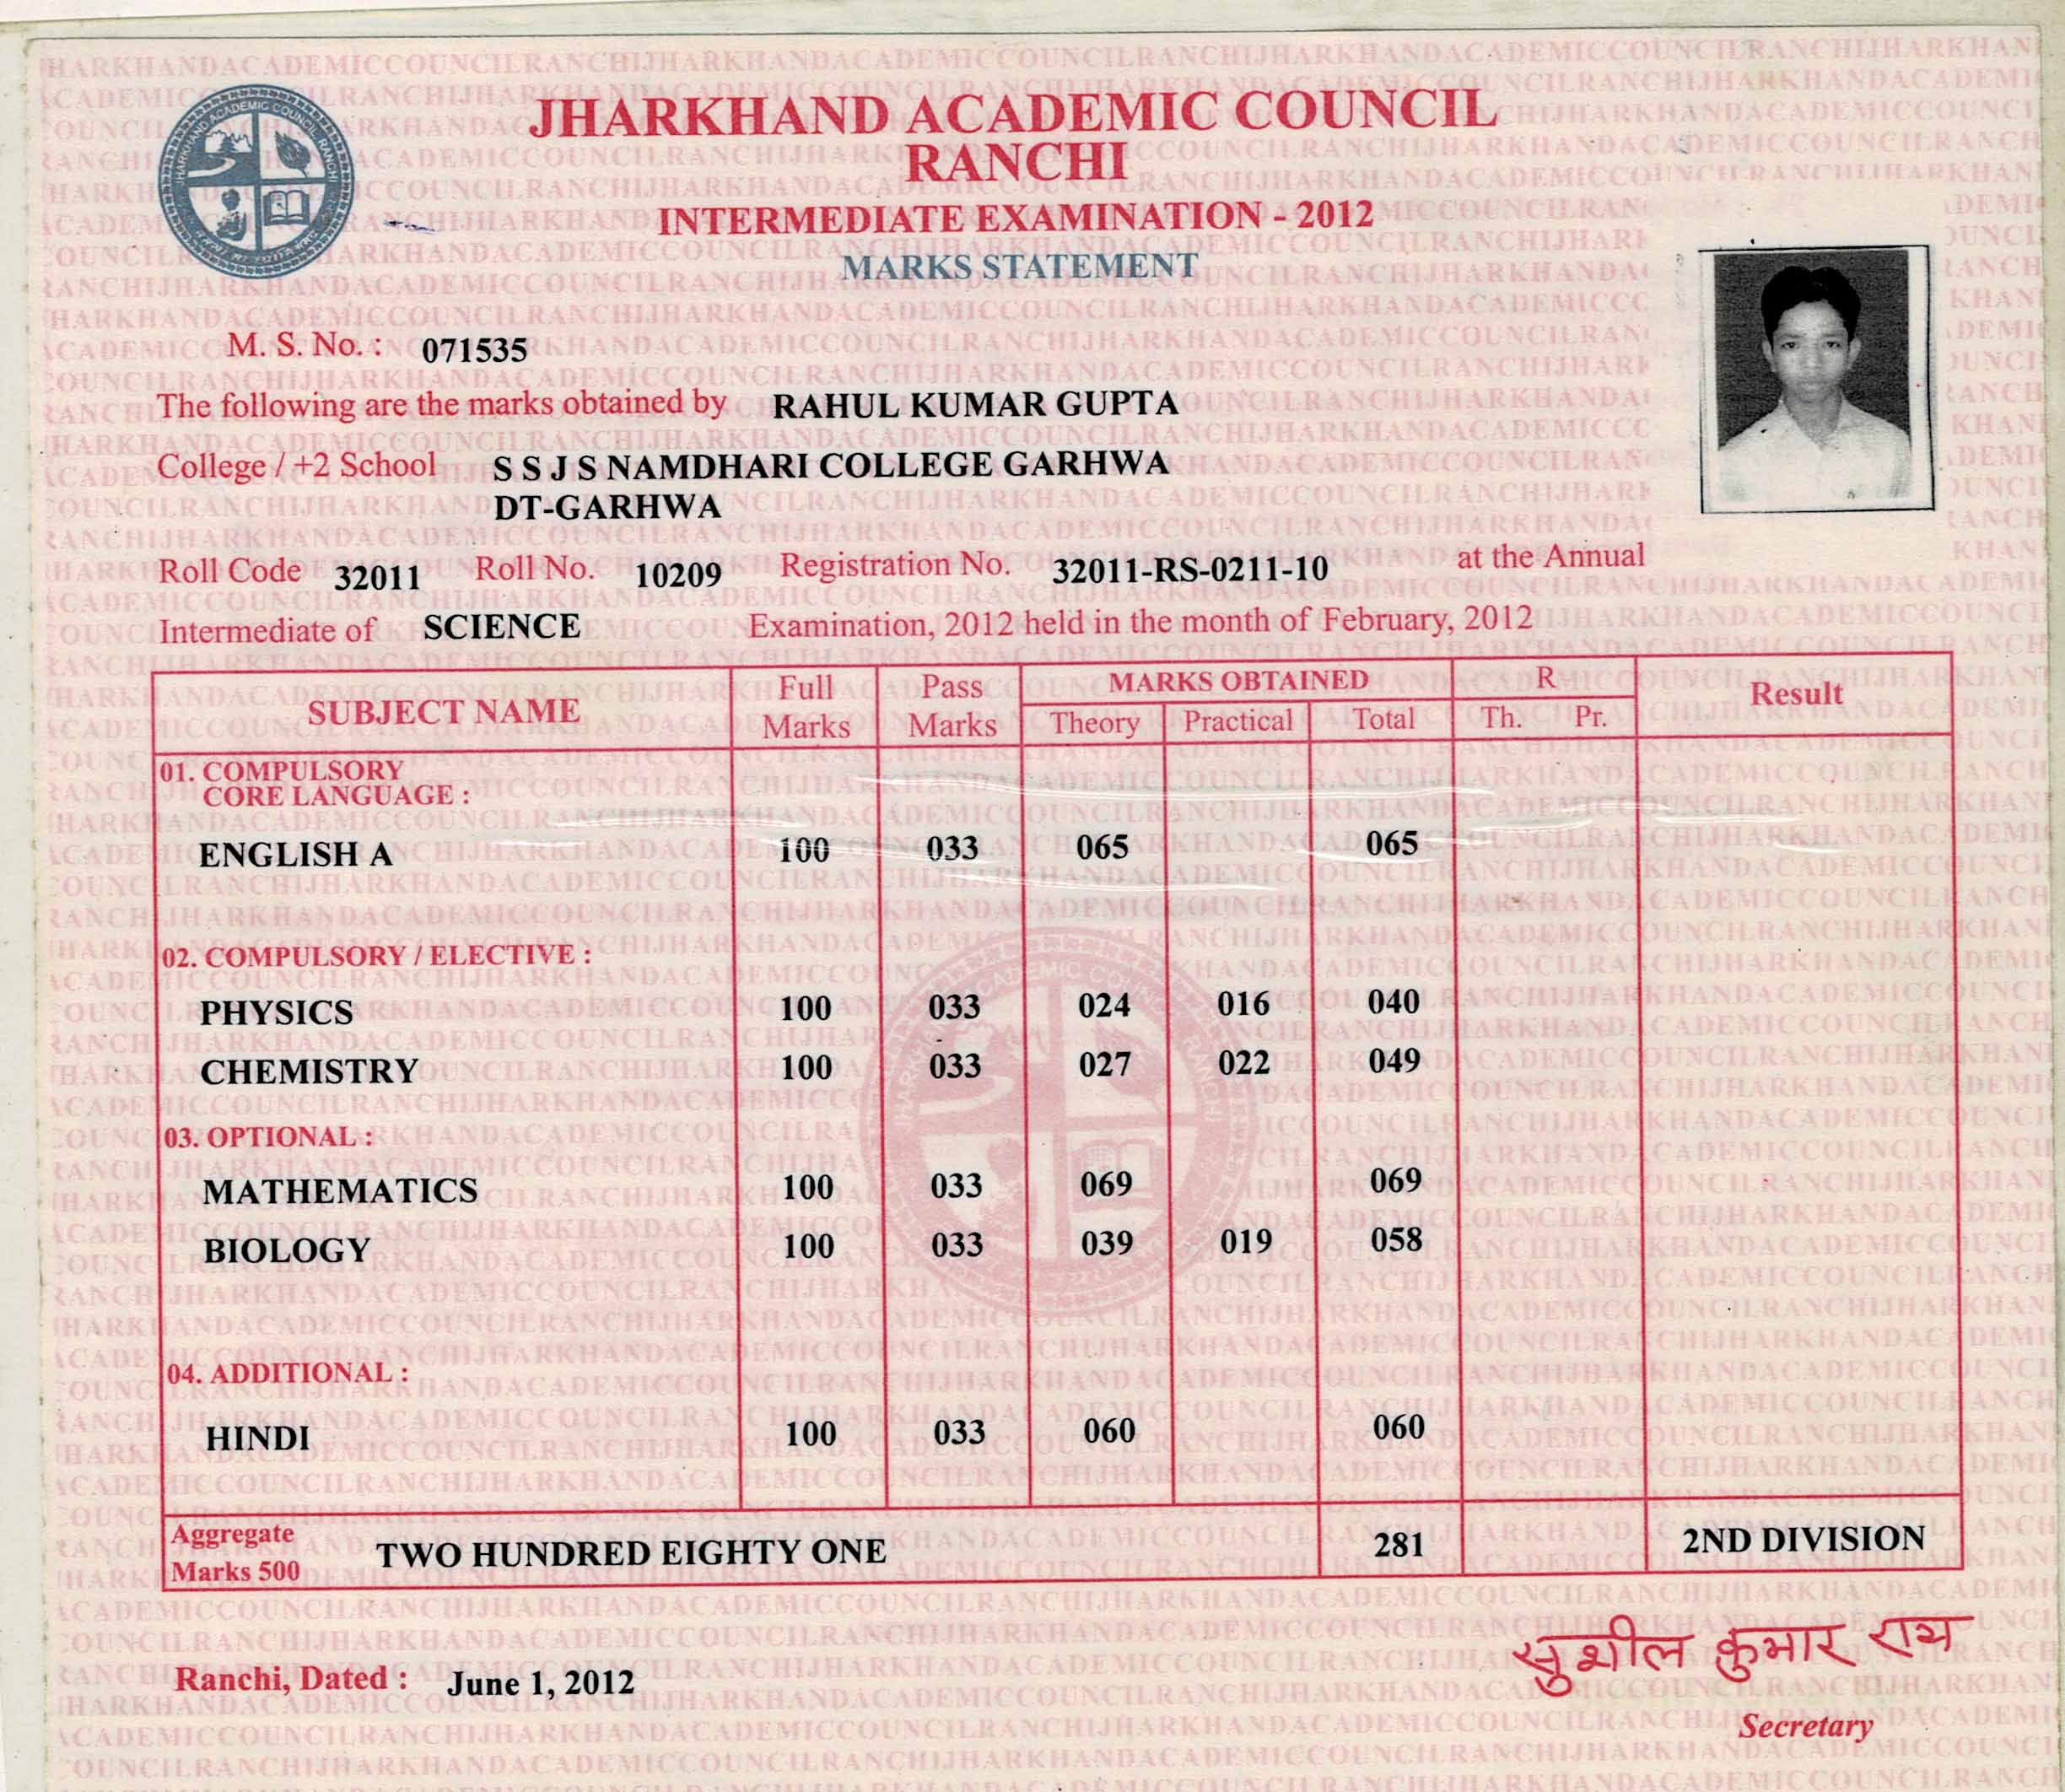 JHARKHAND ACADEMIC COUNCIL
RANCHI
INTERMEDIATE EXAMINATION - 2012
MARKS STATEMENT
JHARKHAND ACADEMIC COUNCIL RANCHI
M. S. No. : 071535
The following are the marks obtained by RAHUL KUMAR GUPTA
College / +2 School S S J S NAMDHARI COLLEGE GARHWA
DT-GARHWA
Roll Code 32011 Roll No. 10209 Registration No. 32011-RS-0211-10 at the Annual
Intermediate of SCIENCE Examination, 2012 held in the month of February, 2012
SUBJECT NAME Full Marks Pass Marks MARKS OBTAINED R Result
Theory Practical Total Th. Pr.
01. COMPULSORY
CORE LANGUAGE :
ENGLISH A 100 033 065 065
02. COMPULSORY / ELECTIVE :
PHYSICS 100 033 024 016 040
CHEMISTRY 100 033 027 022 049
03. OPTIONAL :
MATHEMATICS 100 033 069 069
BIOLOGY 100 033 039 019 058
04. ADDITIONAL :
HINDI 100 033 060 060
Aggregate
Marks 500 TWO HUNDRED EIGHTY ONE 281 2ND DIVISION
सुशील कुमार राय
Ranchi, Dated : June 1, 2012
Secretary